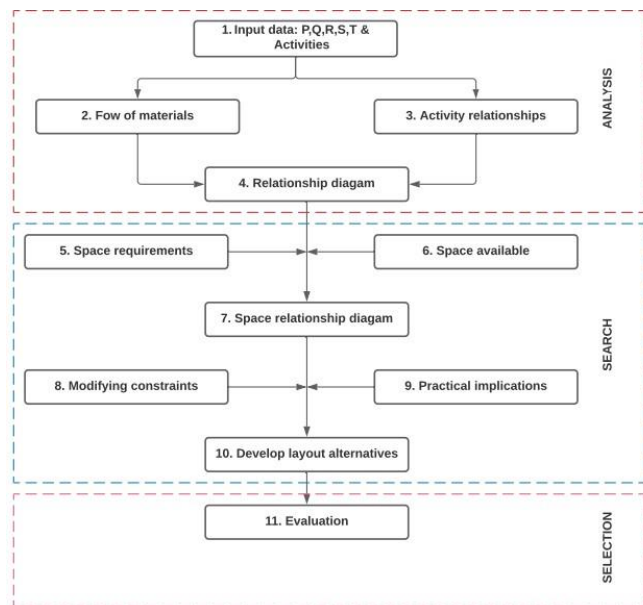 1. Input data: P,Q,R,S,T &
Activities
2. Fow of materials
3. Activity relationships
4. Relationship diagam
ANALYSIS
5. Space requirements
6. Space available
7. Space relationship diagam
8. Modifying constraints
9. Practical implications
10. Develop layout alternatives
SEARCH
11. Evaluation
SELECTION